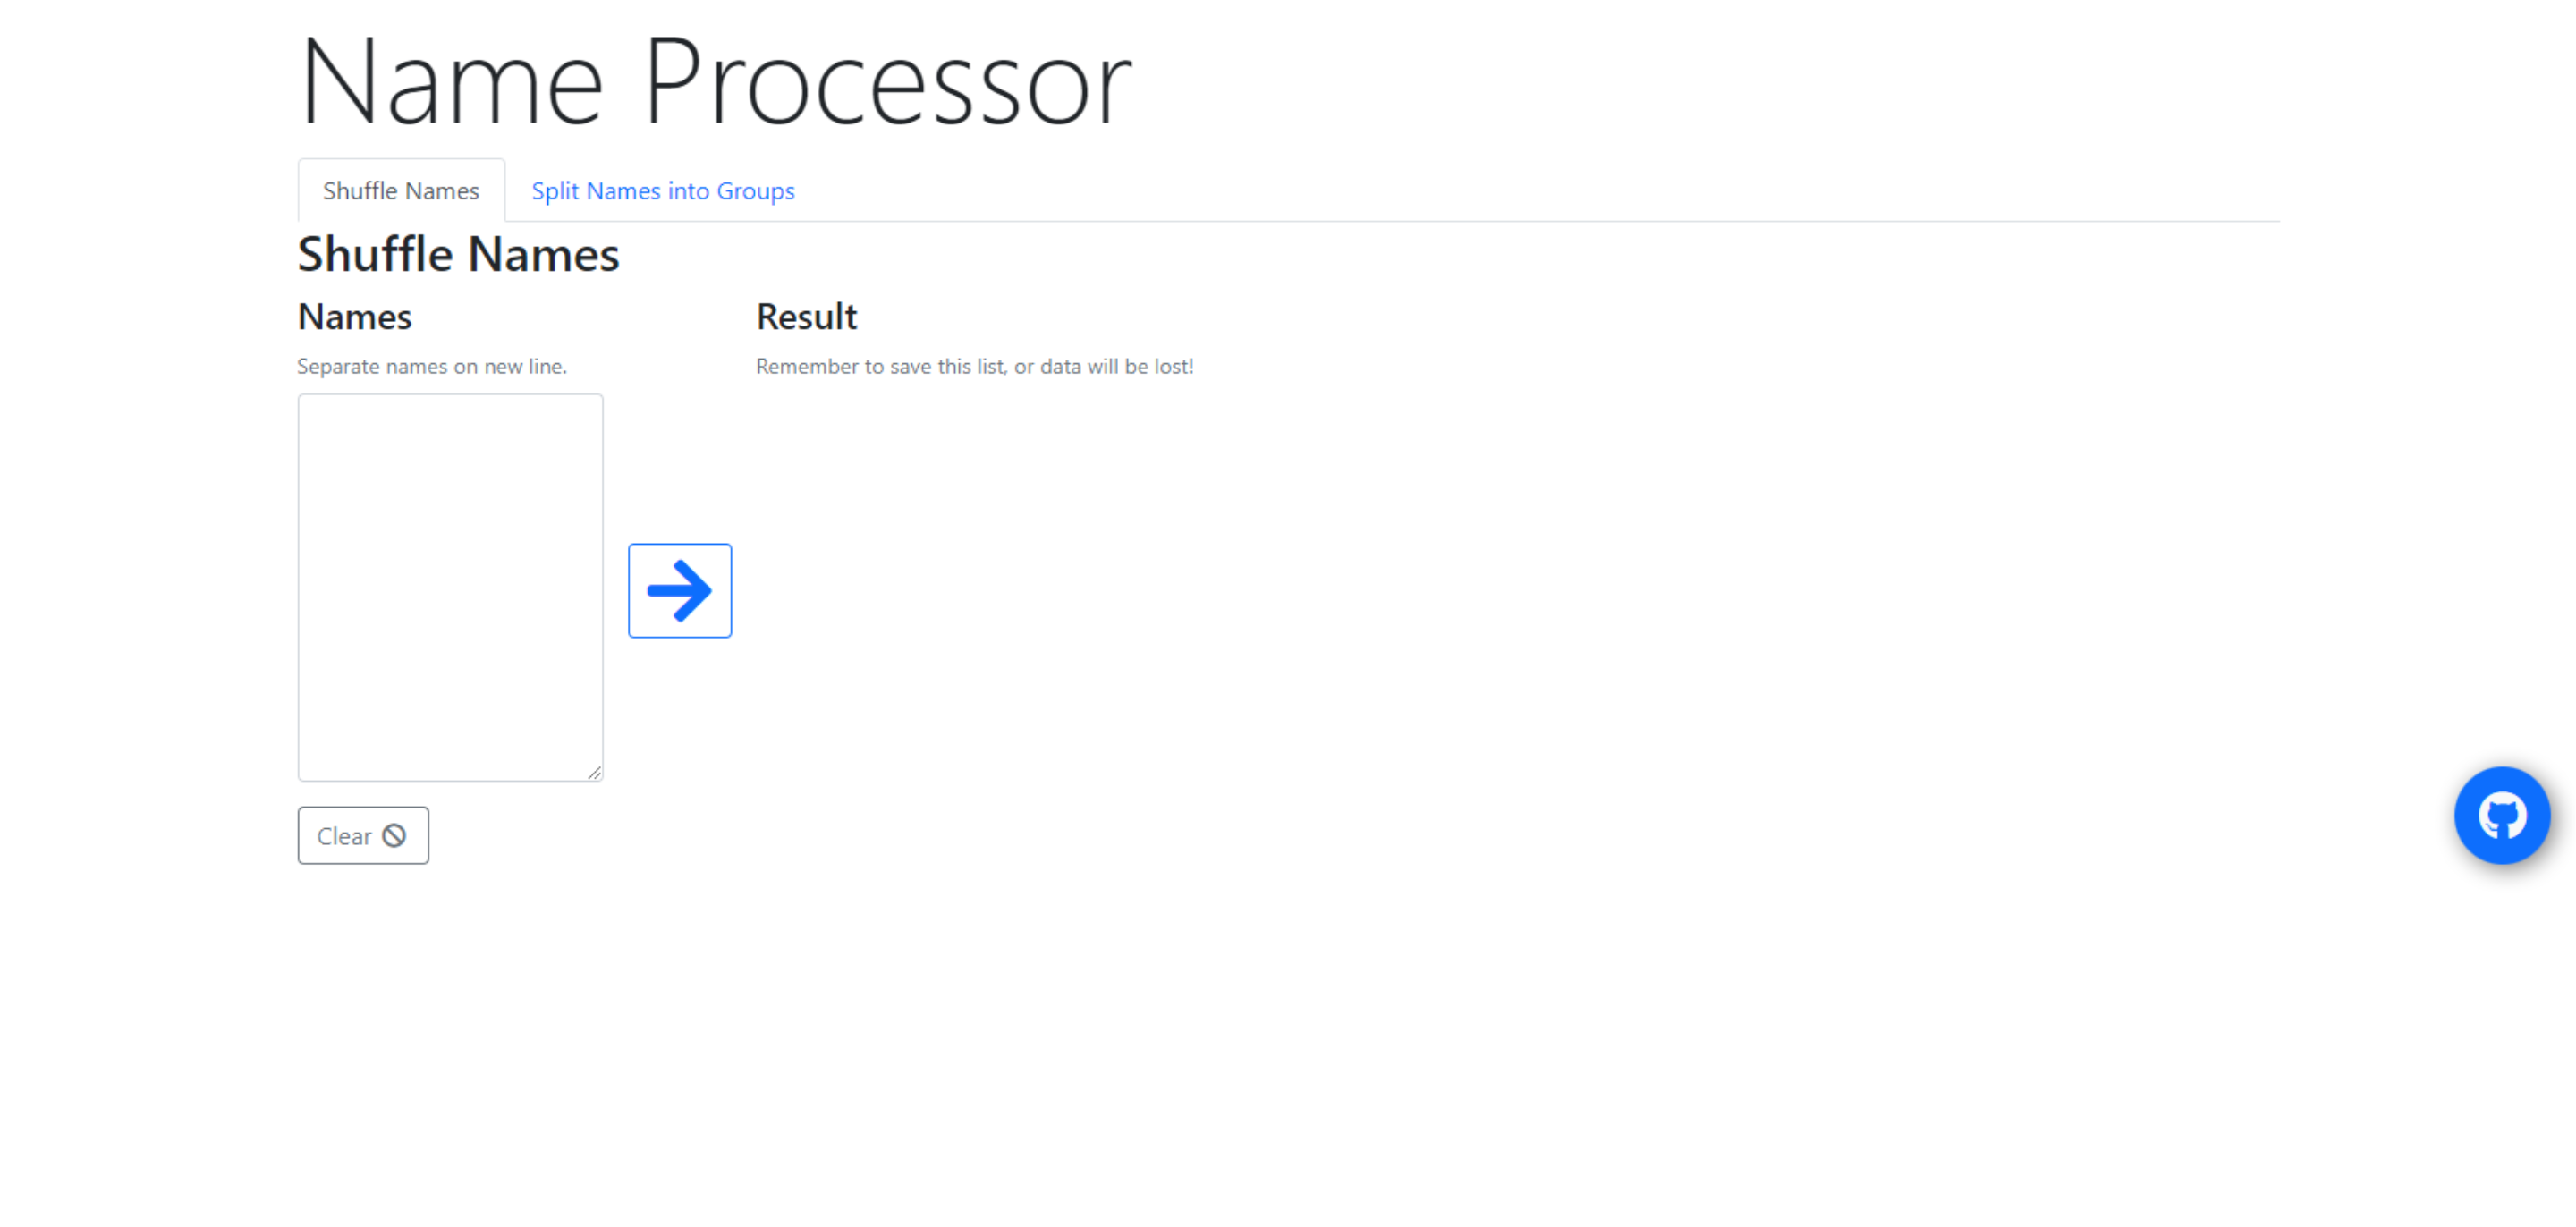 Name Processor
Shuffle Names
Split Names into Groups
Shuffle Names
Names
Result
Separate names on new line.
Remember to save this list, or data will be lost!
Clear